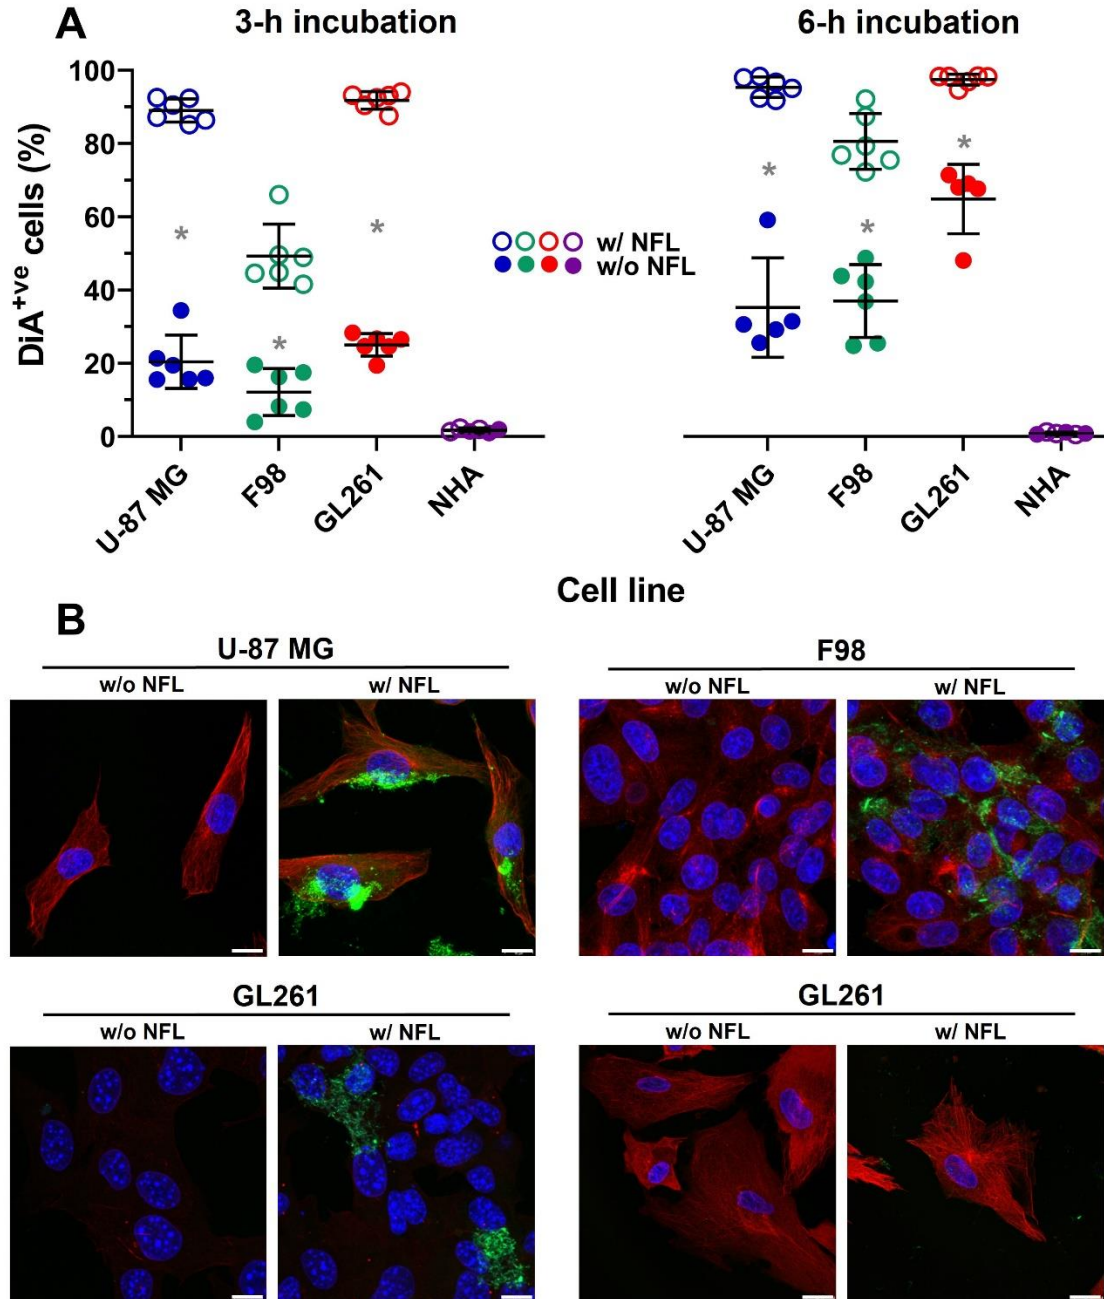 A
3-h incubation
6-h incubation
DiA+ve cells (%)
100
80
60
40
20
0
w/ NFL
w/o NFL
U-87 MG
F98
GL261
NHA
U-87 MG
F98
GL261
NHA
Cell line
B
U-87 MG
F98
w/o NFL
w/ NFL
w/o NFL
w/ NFL
GL261
GL261
w/o NFL
w/ NFL
w/o NFL
w/ NFL